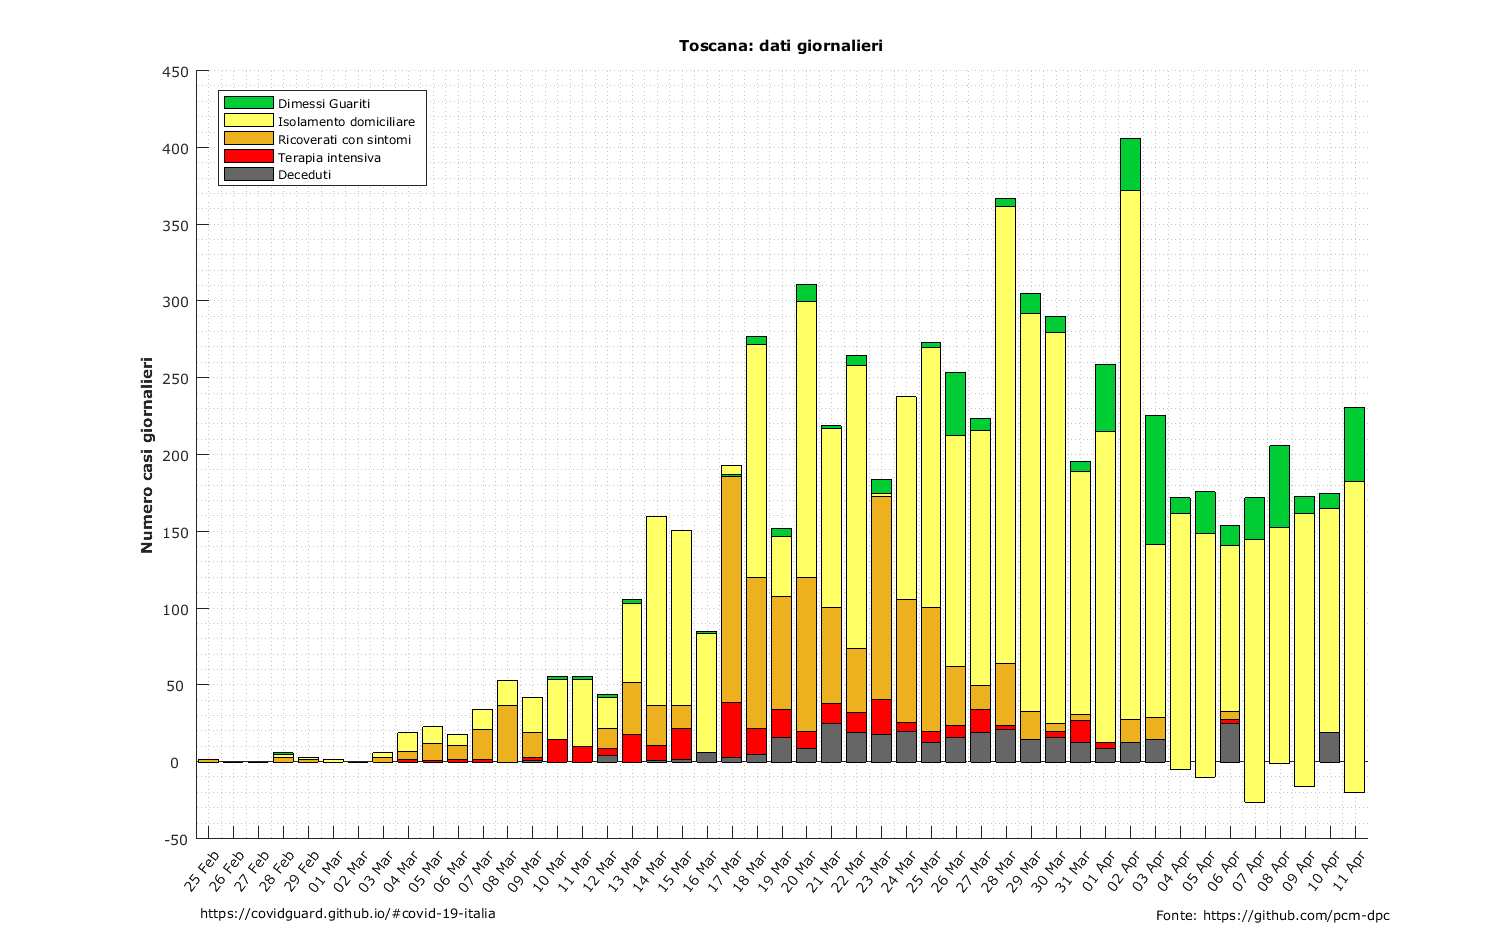 Toscana: dati giornalieri
Numero casi giornalieri
450
400
350
300
250
200
150
100
50
0
-50
Dimessi Guariti
Isolamento domiciliare
Ricoverati con sintomi
Terapia intensiva
Deceduti
25 Feb
26 Feb
27 Feb
28 Feb
29 Feb
01 Mar
02 Mar
03 Mar
04 Mar
05 Mar
06 Mar
07 Mar
08 Mar
09 Mar
10 Mar
11 Mar
12 Mar
13 Mar
14 Mar
15 Mar
16 Mar
17 Mar
18 Mar
19 Mar
20 Mar
21 Mar
22 Mar
23 Mar
24 Mar
25 Mar
26 Mar
27 Mar
28 Mar
29 Mar
30 Mar
31 Mar
01 Apr
02 Apr
03 Apr
04 Apr
05 Apr
06 Apr
07 Apr
08 Apr
09 Apr
10 Apr
11 Apr
https://covidguard.github.io/#covid-19-italia
Fonte: https://github.com/pcm-dpc